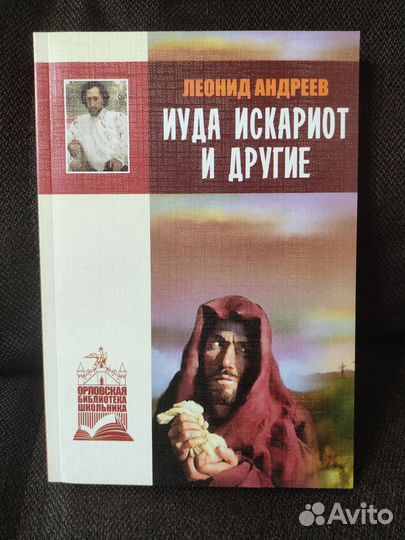 ЛЕОНИД АНДРЕЕВ
ИУДА ИСКАРИОТ
И ДРУГИЕ
ОРЛОВСКАЯ
БИБЛИОТЕКА
ШКОЛЬНИКА
Avito